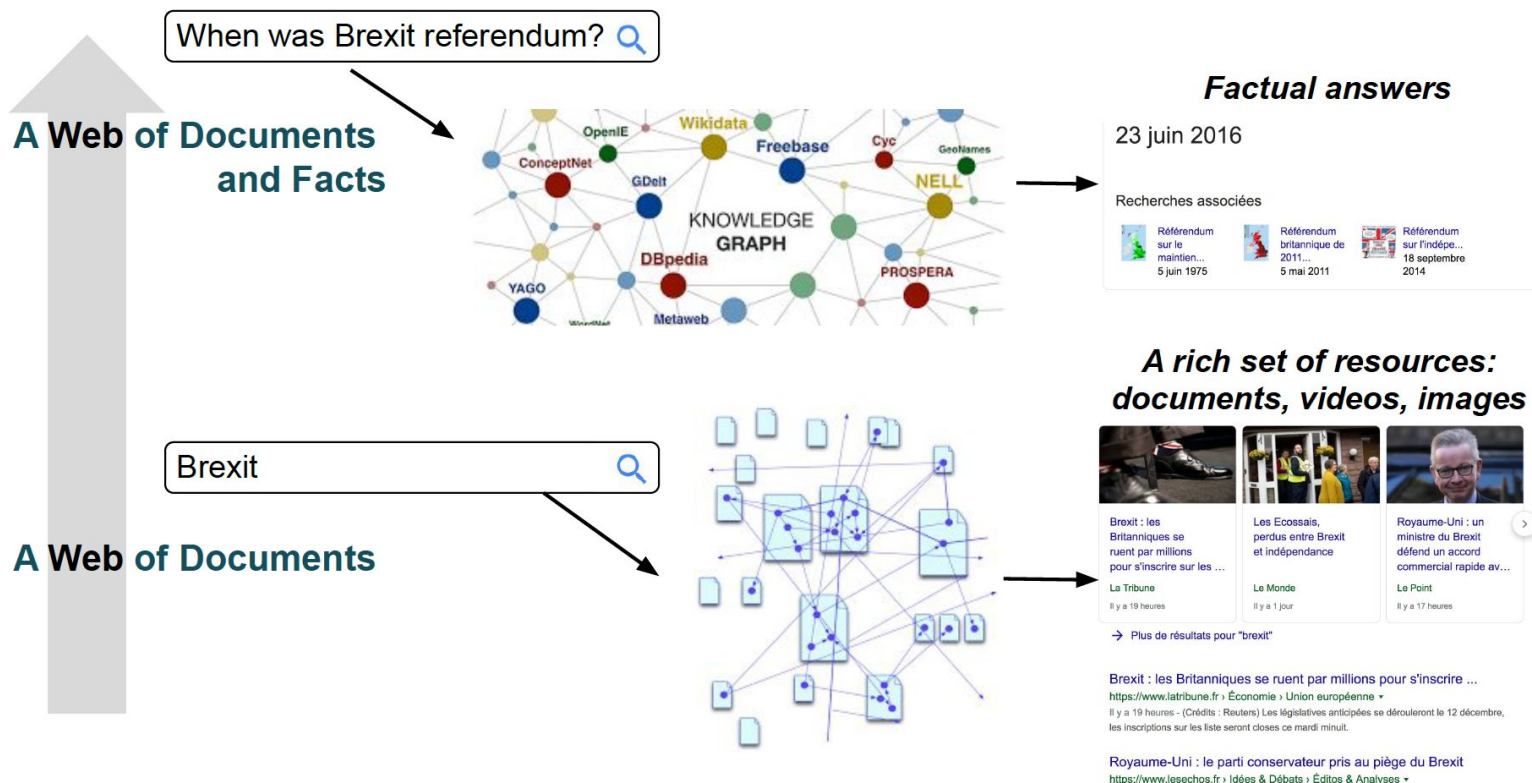 When was Brexit referendum?
A Web of Documents
and Facts
OpenIE
Wikidata
Freebase
Cyc
GeoNames
ConceptNet
GDelt
NELL
KNOWLEDGE
GRAPH
DBpedia
PROSPERA
YAGO
WordNet
Metaweb
Factual answers
23 juin 2016
Recherches associées
Référendum
sur le
maintien...
5 juin 1975
Référendum
britannique de
2011...
5 mai 2011
Référendum
sur l'indépe...
18 septembre
2014
Brexit
A Web of Documents
A rich set of resources:
documents, videos, images
Brexit : les
Britanniques se
ruent par millions
pour s'inscrire sur les ...
La Tribune
Il y a 19 heures
Les Ecossais,
perdus entre Brexit
et indépendance
Le Monde
Il y a 1 jour
Royaume-Uni : un
ministre du Brexit
défend un accord
commercial rapide av...
Le Point
Il y a 17 heures
Plus de résultats pour "brexit"
Brexit : les Britanniques se ruent par millions pour s'inscrire ...
https://www.latribune.fr › Économie › Union européenne
Il y a 19 heures - (Crédits : Reuters) Les législatives anticipées se dérouleront le 12 décembre,
les inscriptions sur les liste seront closes ce mardi minuit.
Royaume-Uni : le parti conservateur pris au piège du Brexit
https://www.lesechos.fr › Idées & Débats › Éditos & Analyses